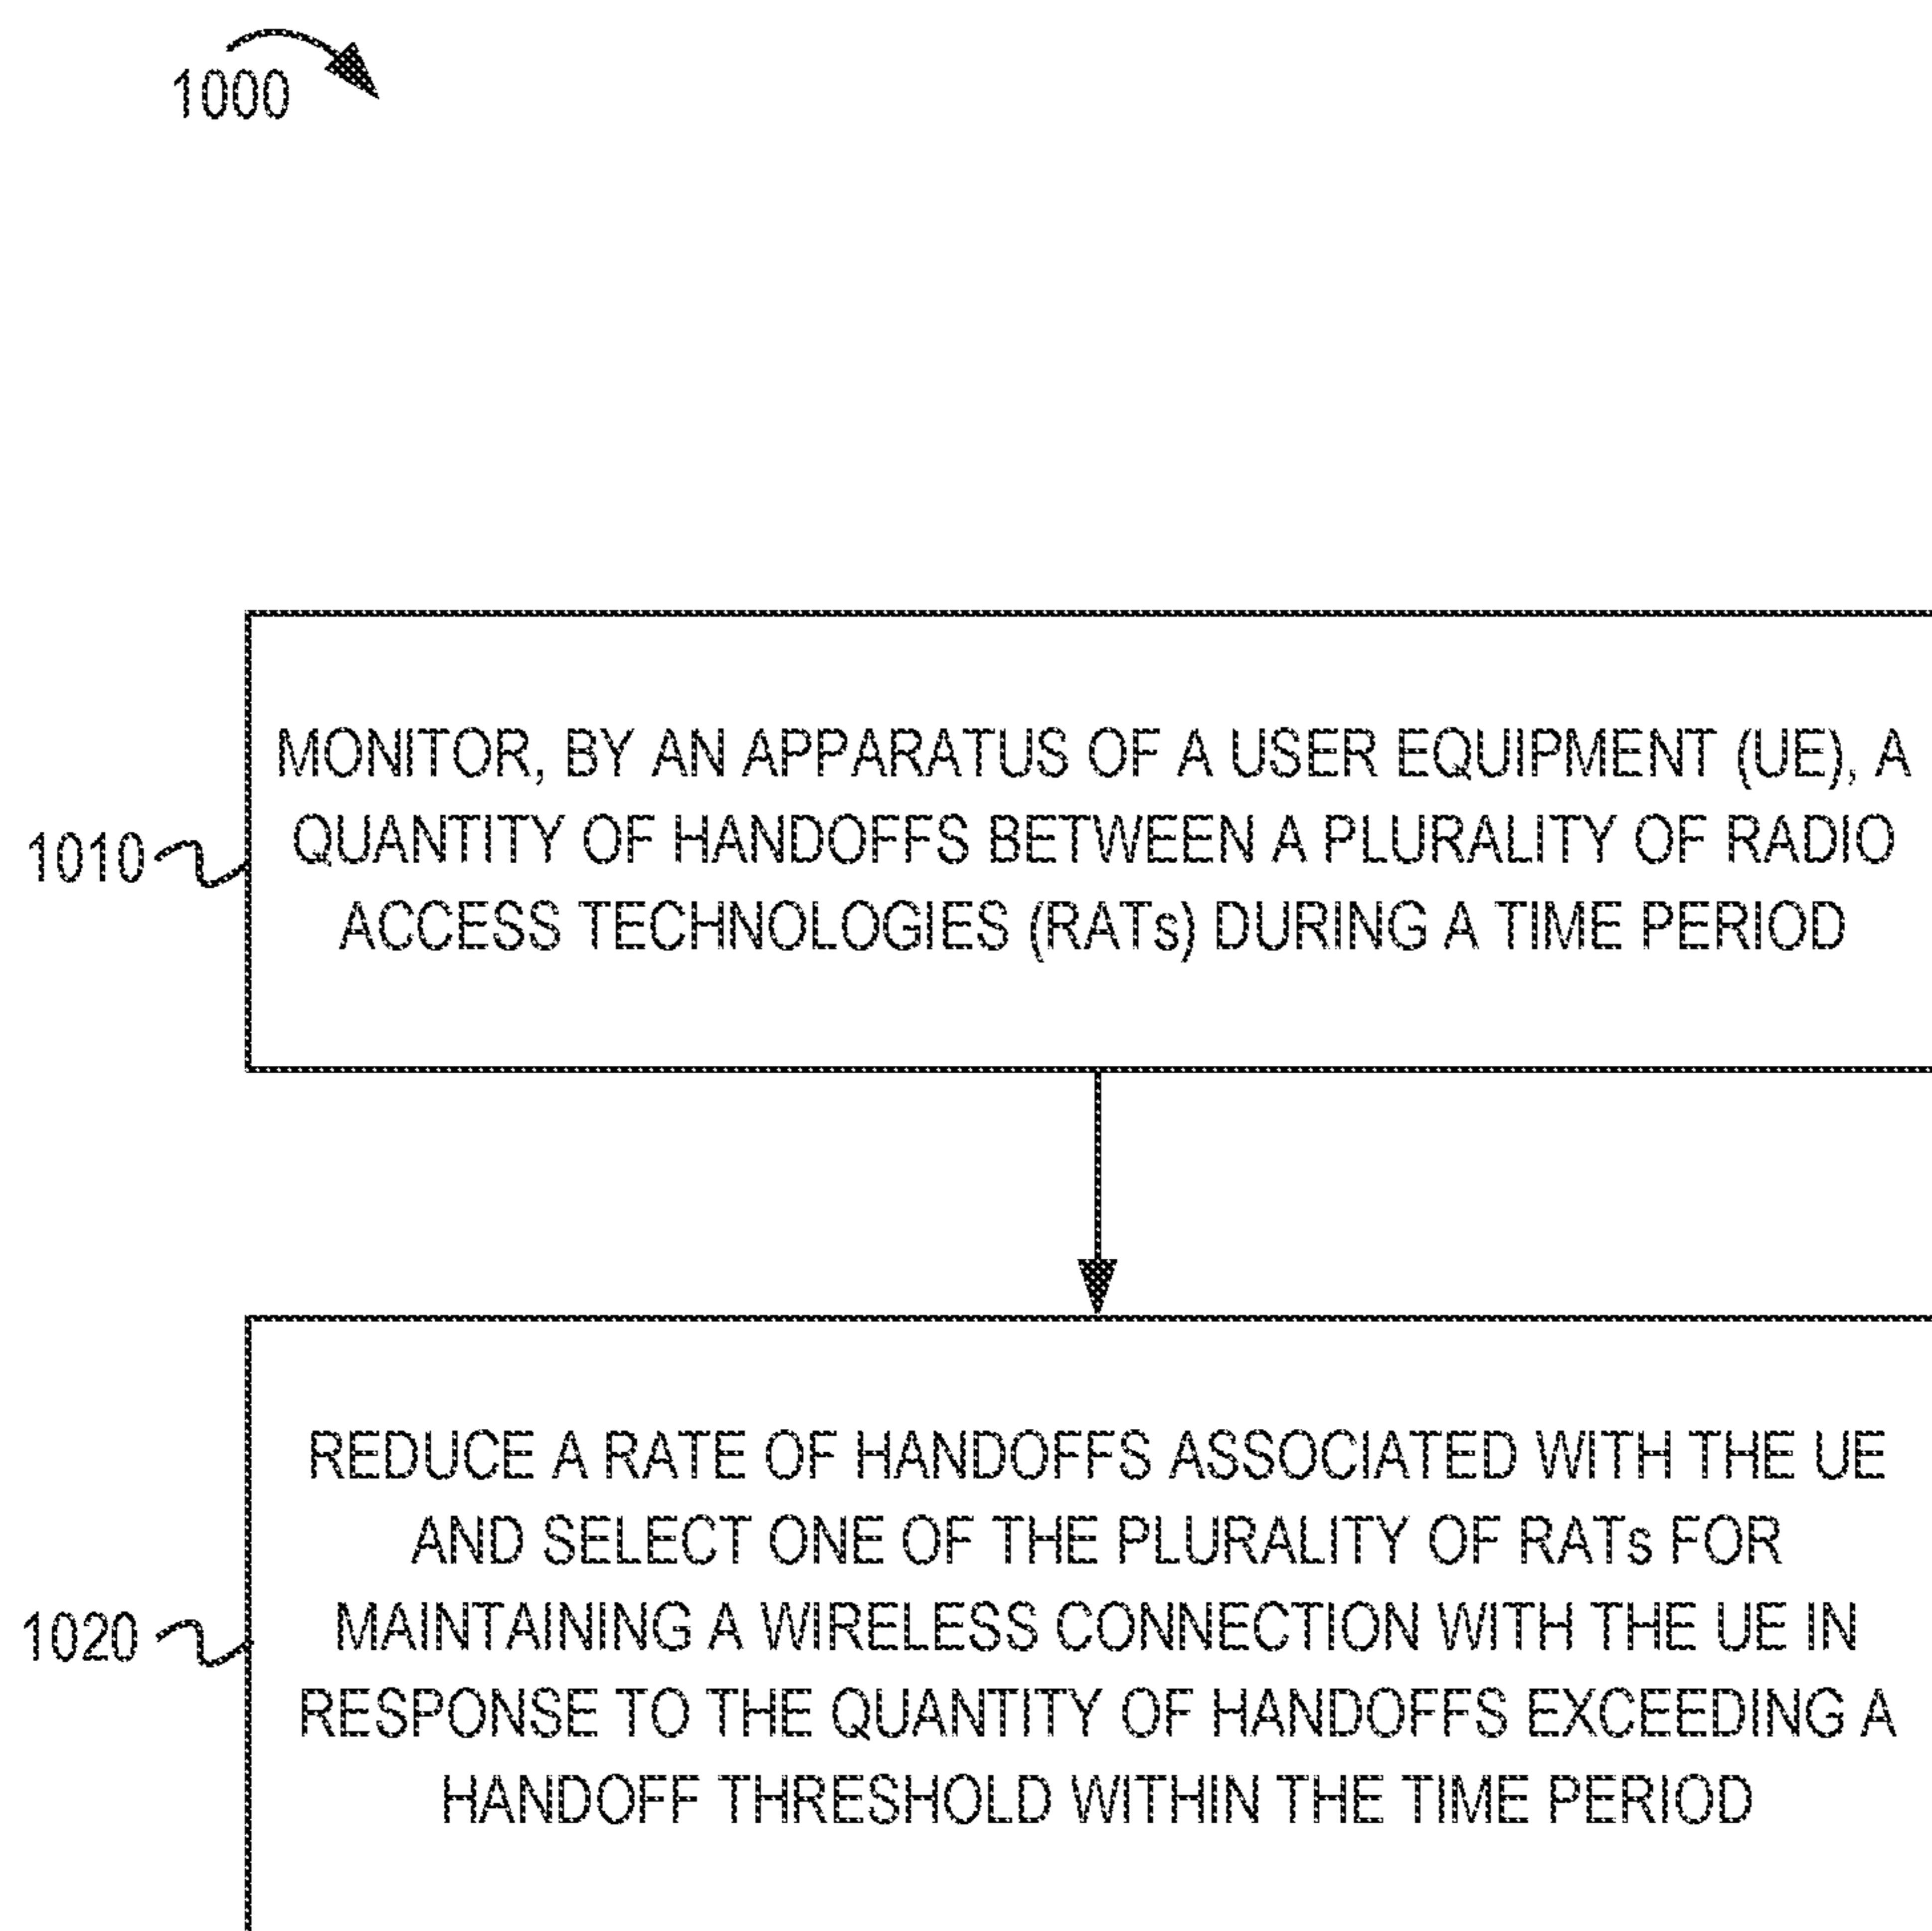 1000
MONITOR, BY AN APPARATUS OF A USER EQUIPMENT (UE), A
QUANTITY OF HANDOFFS BETWEEN A PLURALITY OF RADIO
1010
ACCESS TECHNOLOGIES (RATs) DURING A TIME PERIOD
REDUCE A RATE OF HANDOFFS ASSOCIATED WITH THE UE
AND SELECT ONE OF THE PLURALITY OF RATs FOR
1020
MAINTAINING A WIRELESS CONNECTION WITH THE UE IN
RESPONSE TO THE QUANTITY OF HANDOFFS EXCEEDING A
HANDOFF THRESHOLD WITHIN THE TIME PERIOD